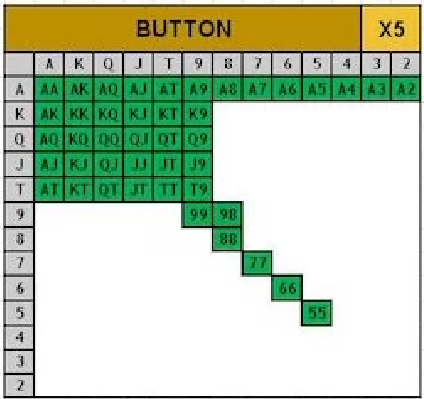 BUTTON X5
A K Q J T 9 8 7 6 5 4 3 2
A AA AK AQ AJ AT A9 A8 A7 A6 A5 A4 A3 A2
K AK KK KQ KJ KT K9
Q AQ KQ QQ QJ QT Q9
J AJ KJ QJ JJ JT J9
T AT KT QT JT TT T9
9 99 98
8 88
7 77
6 66
5 55
4
3
2